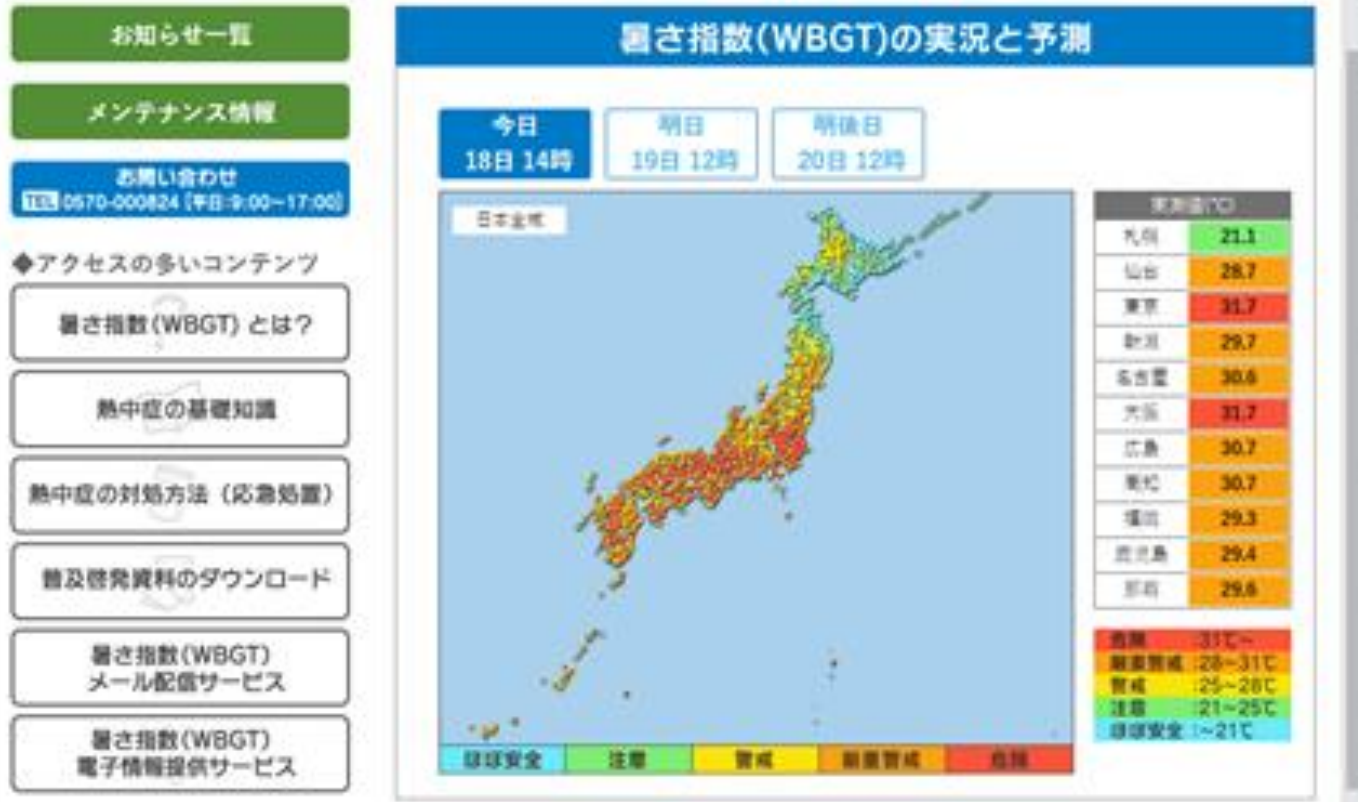 お知らせ一覧
メンテナンス情報
お問い合わせ
TEL 0570-000824 [平日:9:00~17:00]
◆アクセスの多いコンテンツ
暑さ指数(WBGT) とは?
熱中症の基礎知識
熱中症の対処方法（応急処置）
普及啓発資料のダウンロード
暑さ指数(WBGT)
メール配信サービス
暑さ指数(WBGT)
電子情報提供サービス
暑さ指数(WBGT)の実況と予測
今日
18日 14時
明日
19日 12時
明後日
20日 12時
日本全域
実測値(℃)
札幌 21.1
仙台 28.7
東京 31.7
新潟 29.7
名古屋 30.6
大阪 31.7
広島 30.7
高松 30.7
福岡 29.3
鹿児島 29.4
那覇 29.6
危険 :31℃~
厳重警戒 :28~31℃
警戒 :25~28℃
注意 :21~25℃
ほぼ安全 :~21℃
ほぼ安全 注意 警戒 厳重警戒 危険